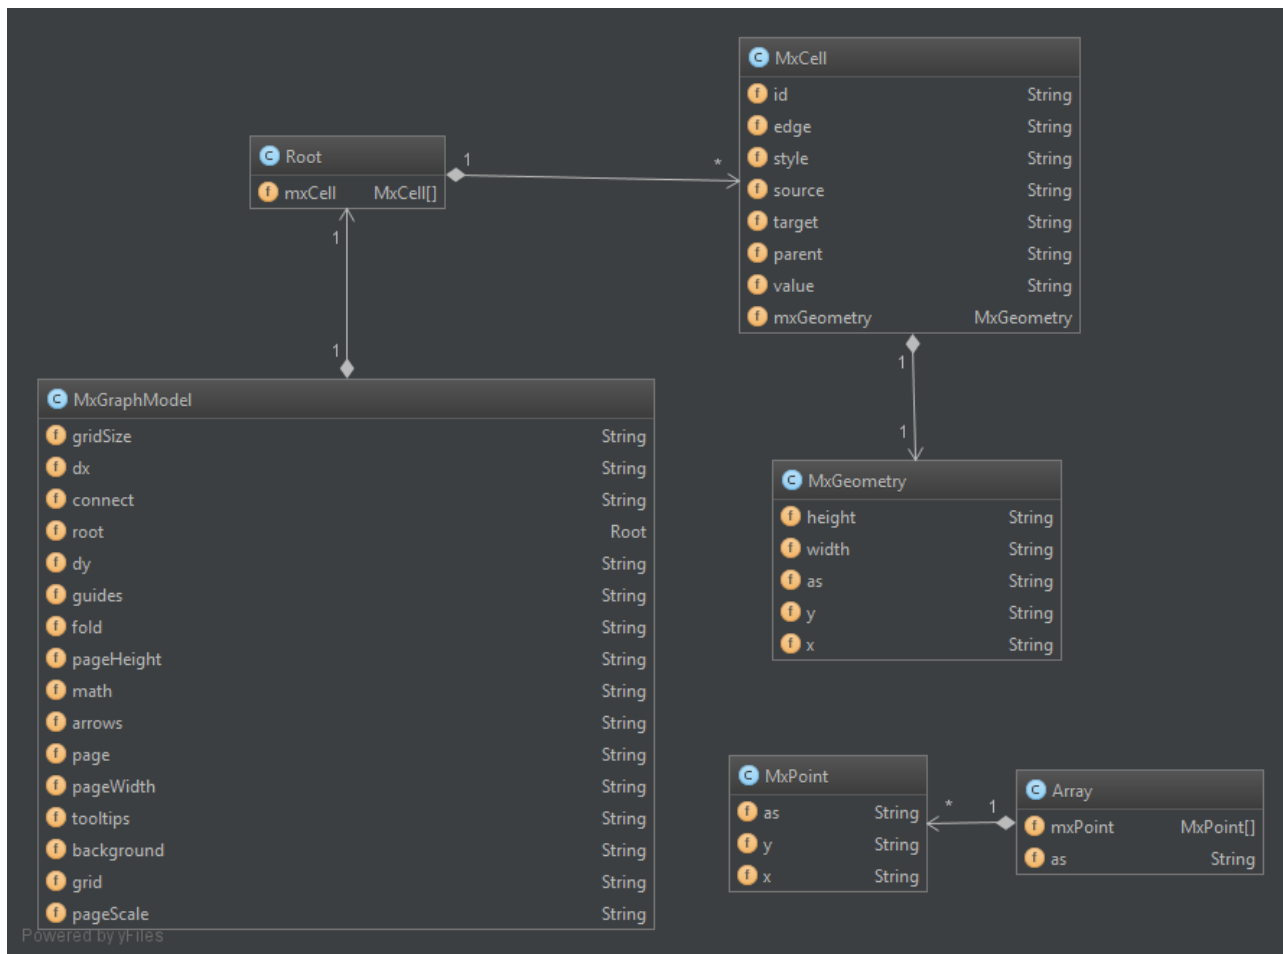 C MxCell
f id String
f edge String
f style String
f source String
f target String
f parent String
f value String
f mxGeometry MxGeometry
C Root
f mxCell MxCell[]
1
*
1
1
C MxGraphModel
f gridSize String
f dx String
f connect String
f root Root
f dy String
f guides String
f fold String
f pageHeight String
f math String
f arrows String
f page String
f pageWidth String
f tooltips String
f background String
f grid String
f pageScale String
Powered by yFiles
1
1
C MxGeometry
f height String
f width String
f as String
f y String
f x String
C MxPoint
f as String
f y String
f x String
*
1
C Array
f mxPoint MxPoint[]
f as String